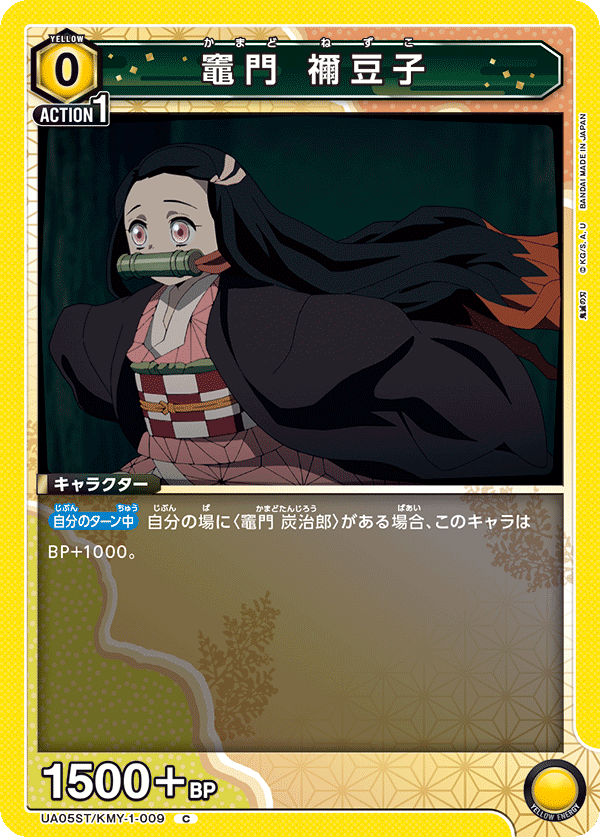 YELLOW
0
ACTION 1
かまど ねずこ
竈門 禰豆子
BANDAI MADE IN JAPAN
© KG/S, A, U
鬼滅の刃
キャラクター
じぶん ちゅう じぶん ば かまどたんじろう ばあい
自分のターン中 自分の場に〈竈門 炭治郎〉がある場合、このキャラは
BP+1000。
1500+BP
UA05ST/KMY-1-009 C
YELLOW ENERGY